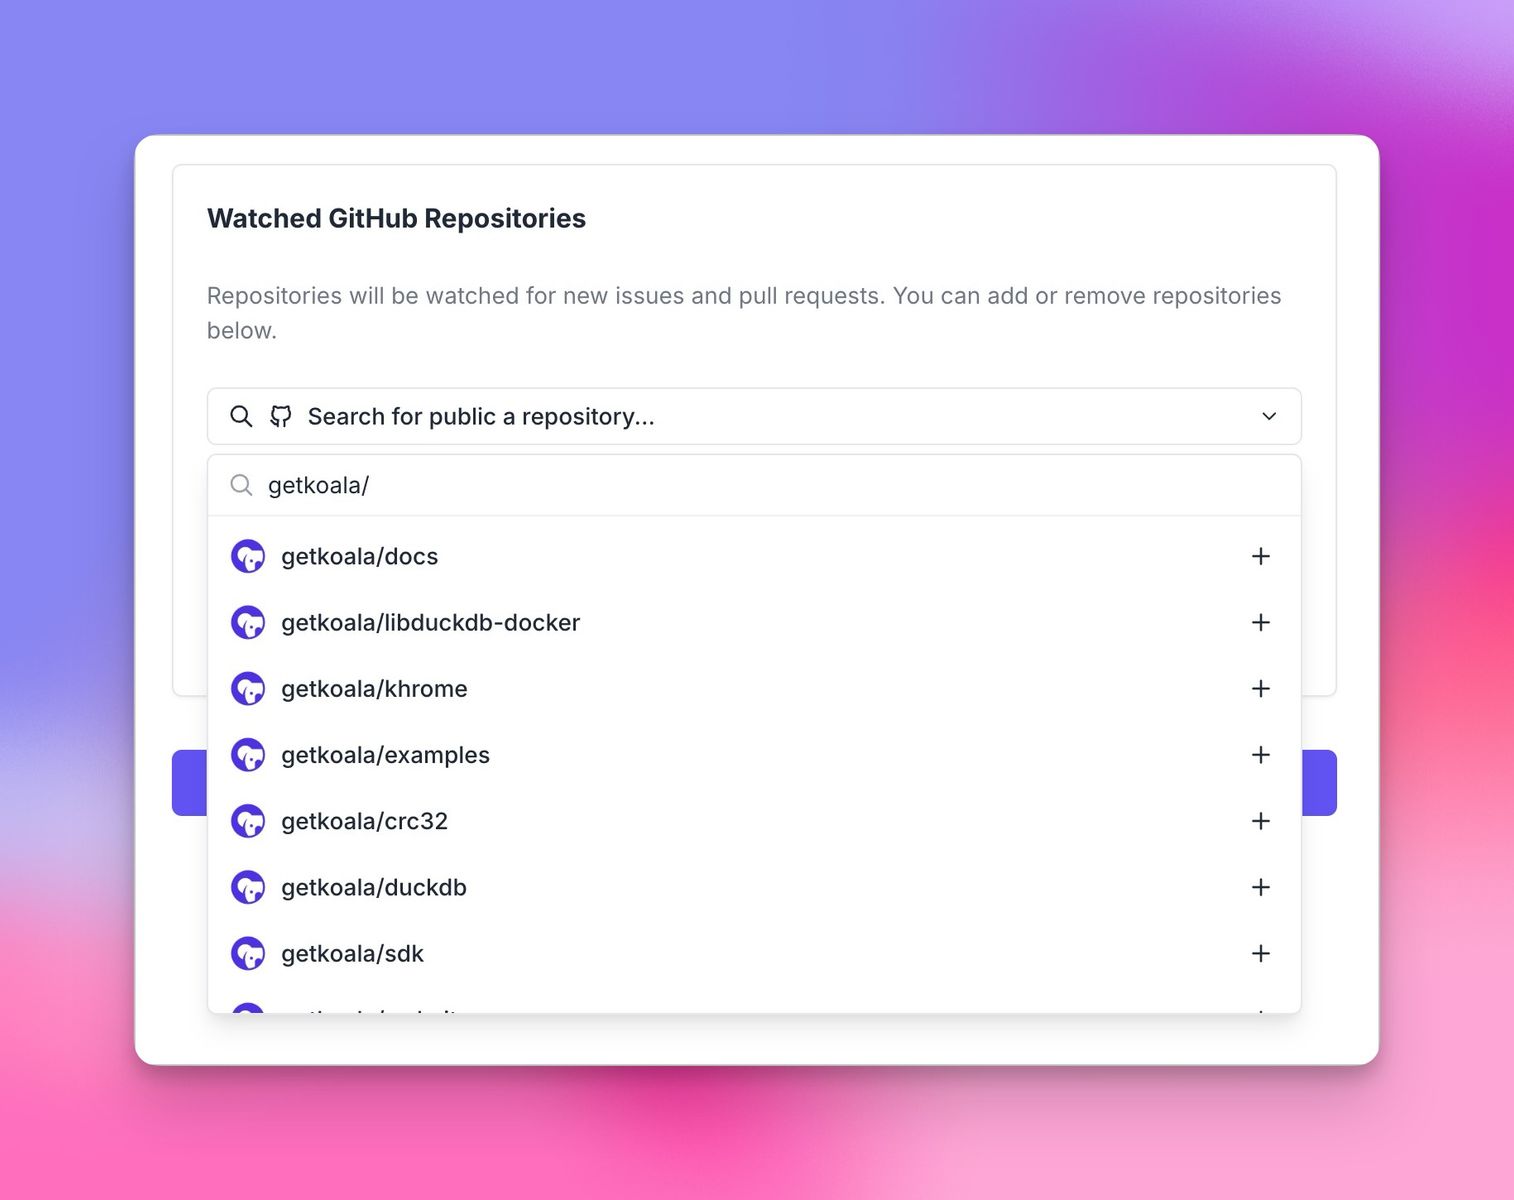 Watched GitHub Repositories
Repositories will be watched for new issues and pull requests. You can add or remove repositories
below.
Search for public a repository...
getkoala/
getkoala/docs
getkoala/libduckdb-docker
getkoala/khrome
getkoala/examples
getkoala/crc32
getkoala/duckdb
getkoala/sdk